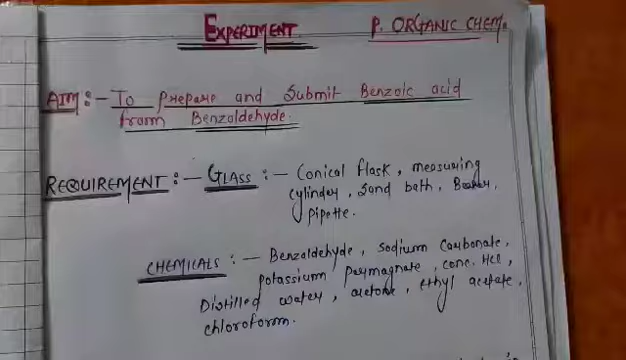 EXPERIMENT
P. ORGANIC CHEM.
AIM:- To Prepare and Submit Benzoic acid
from Benzaldehyde.
REQUIREMENT:- GLASS:- Conical flask, measuring
cylinder, Sand bath, Beaker,
pipette.
CHEMICALS:- Benzaldehyde, sodium Carbonate,
potassium permagnate, conc. HCl,
Distilled water, acetone, ethyl acetate,
chloroform.